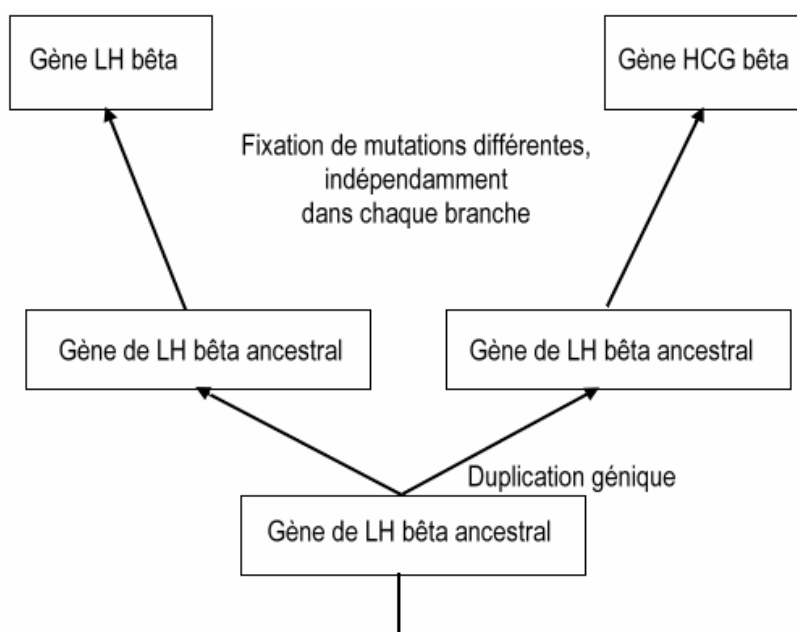 Gène LH bêta
Gène HCG bêta
Fixation de mutations différentes,
indépendamment
dans chaque branche
Gène de LH bêta ancestral
Gène de LH bêta ancestral
Duplication génique
Gène de LH bêta ancestral